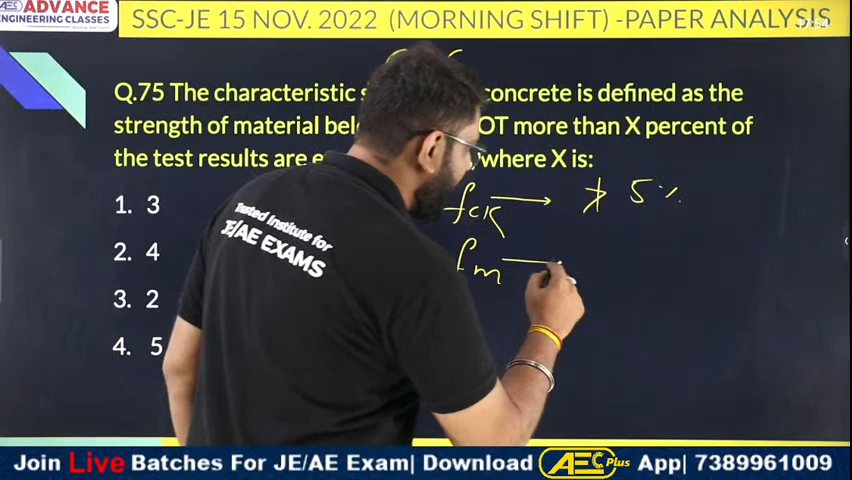 ADVANCE
ENGINEERING CLASSES
SSC-JE 15 NOV. 2022 (MORNING SHIFT) -PAPER ANALYSIS
Q.75 The characteristic concrete is defined as the
strength of material more than X percent of
the test results are where X is:
1. 3
2. 4
3. 2
4. 5
fck → ≯ 5%
fm
Trusted Institute for
JE/AE EXAMS
Join Live Batches For JE/AE Exam| Download AEC Plus App| 7389961009